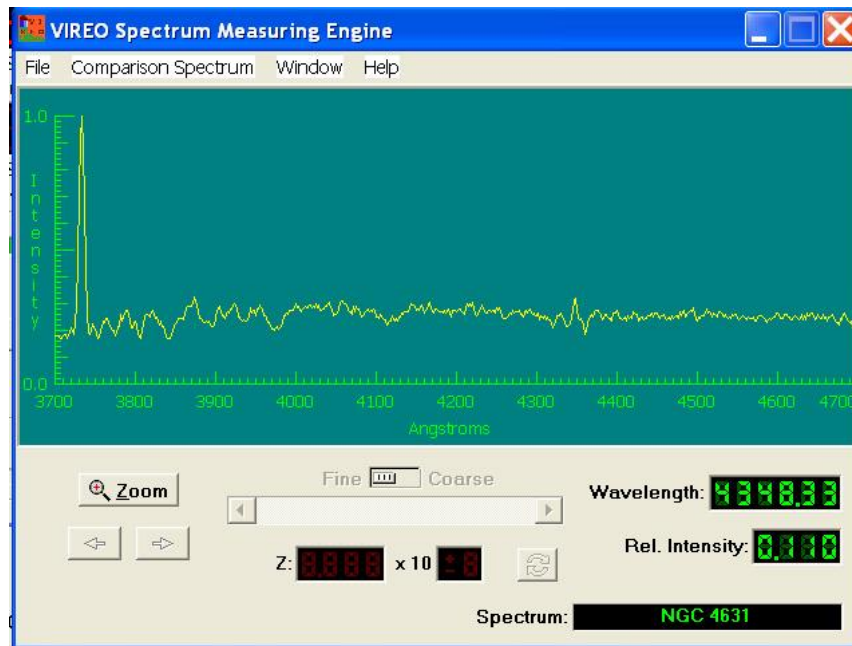 VIREO Spectrum Measuring Engine
File Comparison Spectrum Window Help
1.0
Intensity
0.0
3700 3800 3900 4000 4100 4200 4300 4400 4500 4600 4700
Angstroms
Zoom
Fine Coarse
Wavelength: 4348.33
Rel. Intensity: 0.110
Z: x 10
Spectrum: NGC 4631